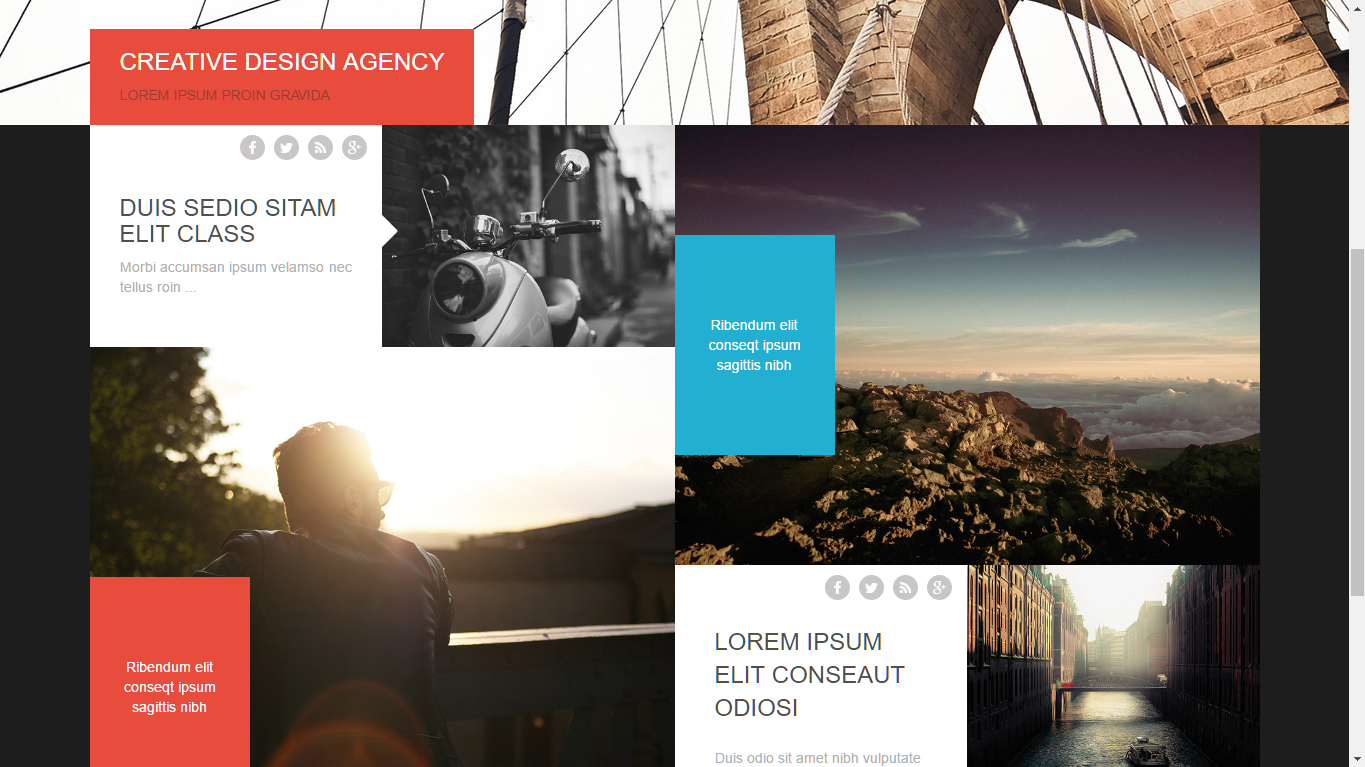 CREATIVE DESIGN AGENCY
LOREM IPSUM PROIN GRAVIDA
DUIS SEDIO SITAM
ELIT CLASS
Morbi accumsan ipsum velamso nec
tellus roin ...
Ribendum elit
conseqt ipsum
sagittis nibh
Ribendum elit
conseqt ipsum
sagittis nibh
LOREM IPSUM
ELIT CONSEAUT
ODIOSI
Duis odio sit amet nibh vulputate